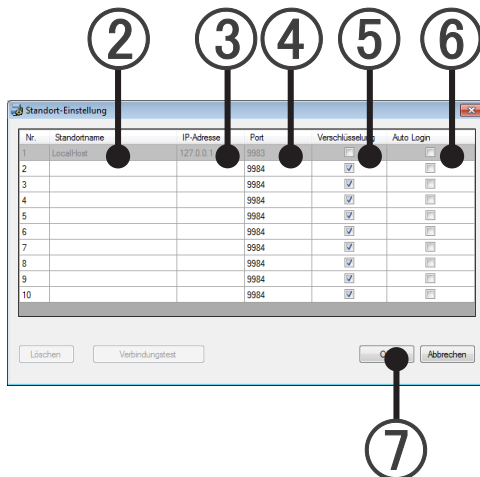 2 3 4 5 6
Standort-Einstellung
Nr. Standortname IP-Adresse Port Verschlüsselung Auto Login
1 LocalHost 127.0.0.1 9983
2 9984
3 9984
4 9984
5 9984
6 9984
7 9984
8 9984
9 9984
10 9984
Löschen Verbindungstest Abbrechen
7